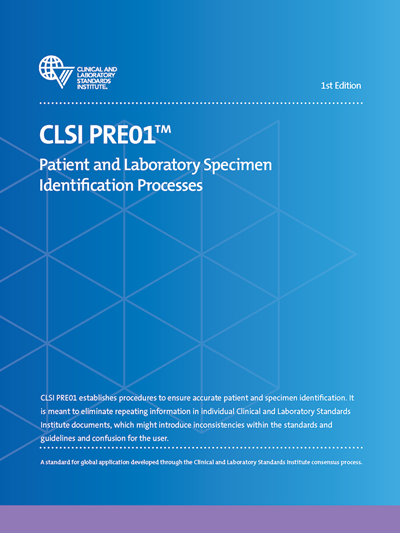 CLINICAL AND
LABORATORY
STANDARDS
INSTITUTE.
1st Edition
CLSI PRE01™
Patient and Laboratory Specimen
Identification Processes
CLSI PRE01 establishes procedures to ensure accurate patient and specimen identification. It
is meant to eliminate repeating information in individual Clinical and Laboratory Standards
Institute documents, which might introduce inconsistencies within the standards and
guidelines and confusion for the user.
A standard for global application developed through the Clinical and Laboratory Standards Institute consensus process.